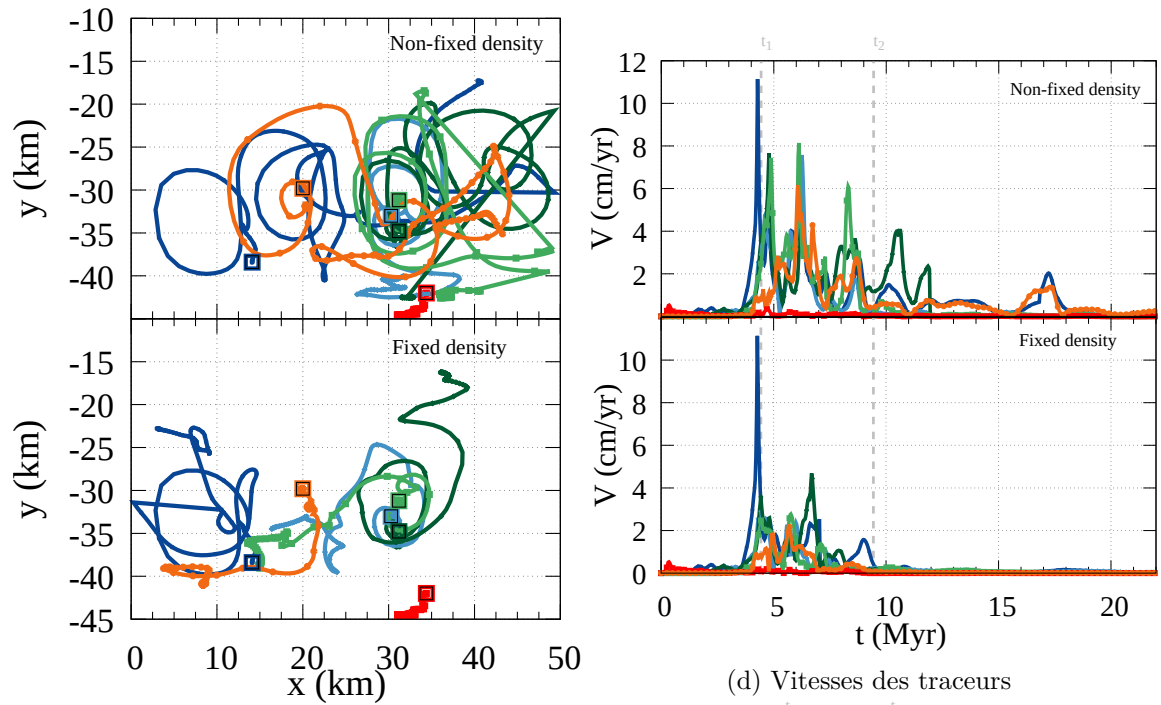 -10
Non-fixed density
-15
-20
-25
-30
-35
-40
y (km)
Fixed density
-15
-20
-25
-30
-35
-40
-45
y (km)
0 10 20 30 40 50
x (km)
t1 t2
12
Non-fixed density
10
8
6
4
2
V (cm/yr)
Fixed density
10
8
6
4
2
0
V (cm/yr)
0 5 10 15 20
t (Myr)
(d) Vitesses des traceurs